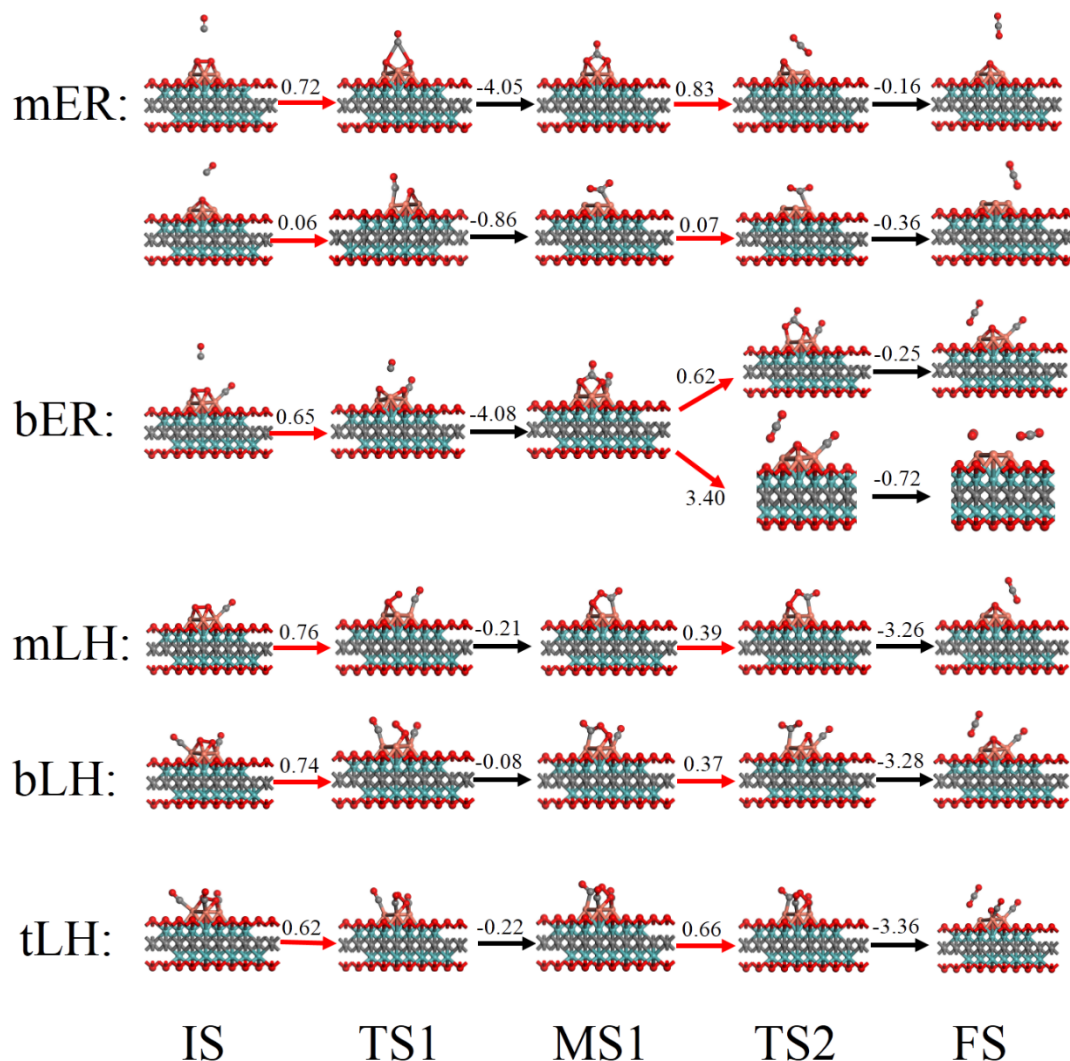 mER: 0.72 -4.05 0.83 -0.16
0.06 -0.86 0.07 -0.36
bER: 0.65 -4.08 0.62 -0.25
3.40 -0.72
mLH: 0.76 -0.21 0.39 -3.26
bLH: 0.74 -0.08 0.37 -3.28
tLH: 0.62 -0.22 0.66 -3.36
IS TS1 MS1 TS2 FS